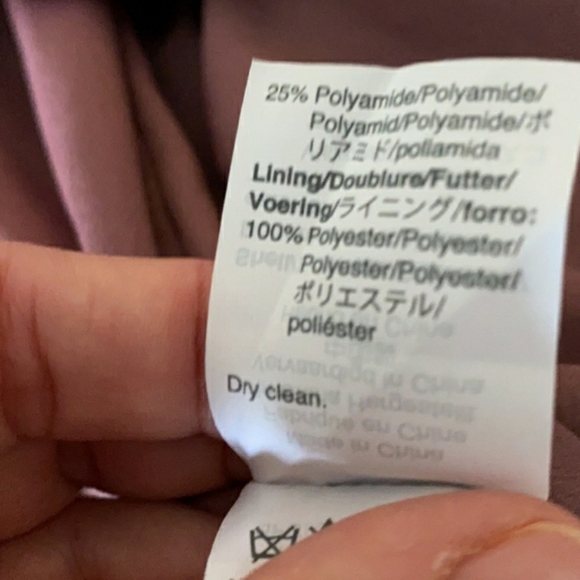 25% Polyamide/Polyamide/
Polyamid/Polyamide/ポ
リアミド/poliamida
Lining/Doublure/Futter/
Voering/ライニング/forro:
100% Polyester/Polyester/
Polyester/Polyester/
ポリエステル/
poliéster
Dry clean.